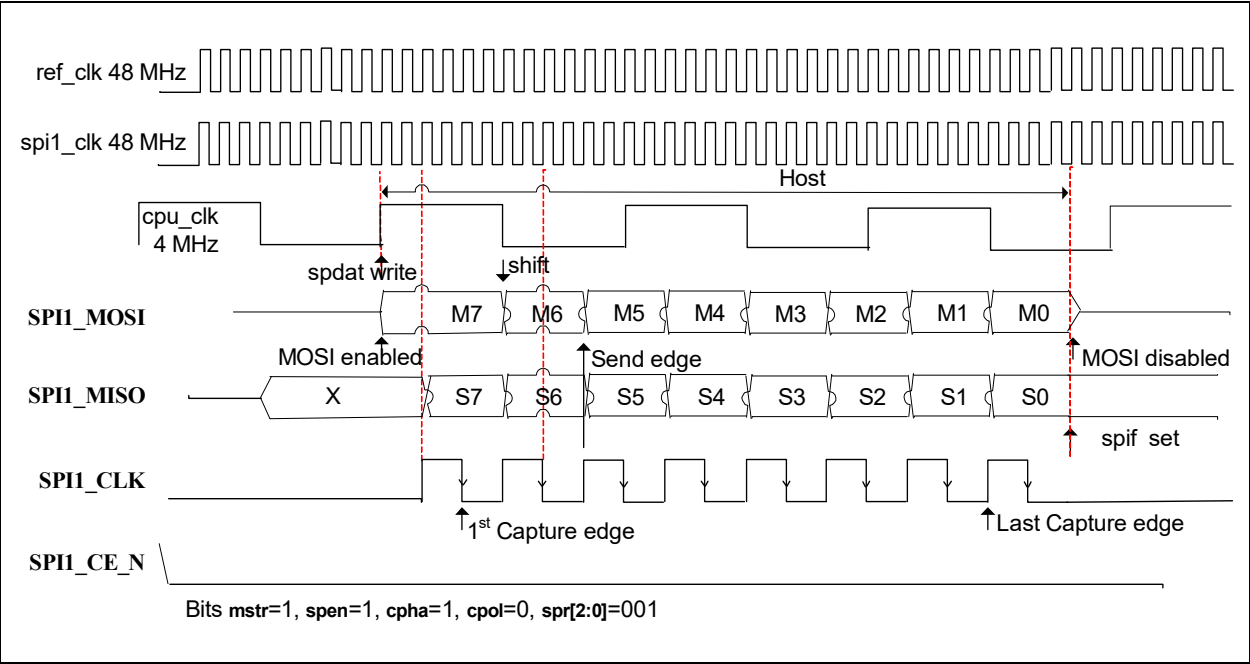 ref_clk 48 MHz
spi1_clk 48 MHz
Host
cpu_clk
4 MHz
spdat write
shift
SPI1_MOSI
M7 M6 M5 M4 M3 M2 M1 M0
MOSI enabled
Send edge
MOSI disabled
SPI1_MISO
X S7 S6 S5 S4 S3 S2 S1 S0
spif set
SPI1_CLK
1st Capture edge
Last Capture edge
SPI1_CE_N
Bits mstr=1, spen=1, cpha=1, cpol=0, spr[2:0]=001